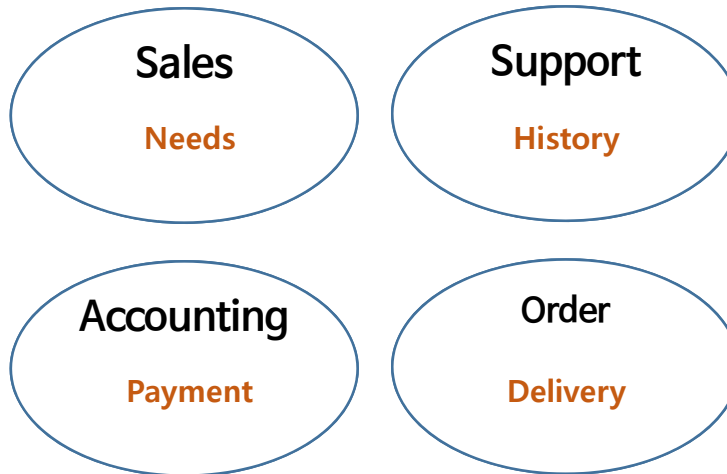 Sales
Needs
Support
History
Accounting
Payment
Order
Delivery